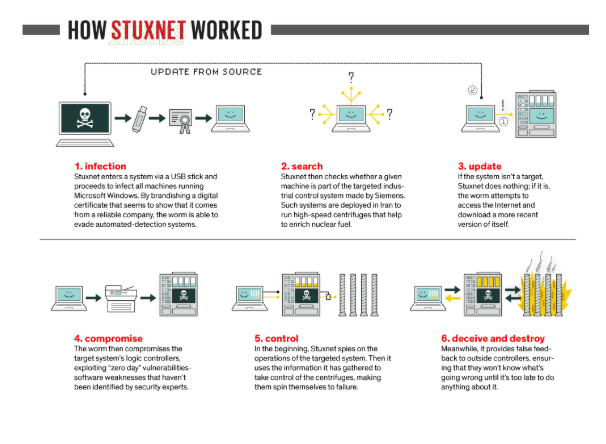 HOW STUXNET WORKED
UPDATE FROM SOURCE
?
?
?
2
!
1
1. infection
Stuxnet enters a system via a USB stick and
proceeds to infect all machines running
Microsoft Windows. By brandishing a digital
certificate that seems to show that it comes
from a reliable company, the worm is able to
evade automated-detection systems.
2. search
Stuxnet then checks whether a given
machine is part of the targeted indus-
trial control system made by Siemens.
Such systems are deployed in Iran to
run high-speed centrifuges that help
to enrich nuclear fuel.
3. update
If the system isn't a target,
Stuxnet does nothing; if it is,
the worm attempts to
access the Internet and
download a more recent
version of itself.
4. compromise
The worm then compromises the
target system's logic controllers,
exploiting "zero day" vulnerabilities-
software weaknesses that haven't
been identified by security experts.
5. control
In the beginning, Stuxnet spies on the
operations of the targeted system. Then it
uses the information it has gathered to
take control of the centrifuges, making
them spin themselves to failure.
6. deceive and destroy
Meanwhile, it provides false feed-
back to outside controllers, ensur-
ing that they won't know what's
going wrong until it's too late to do
anything about it.